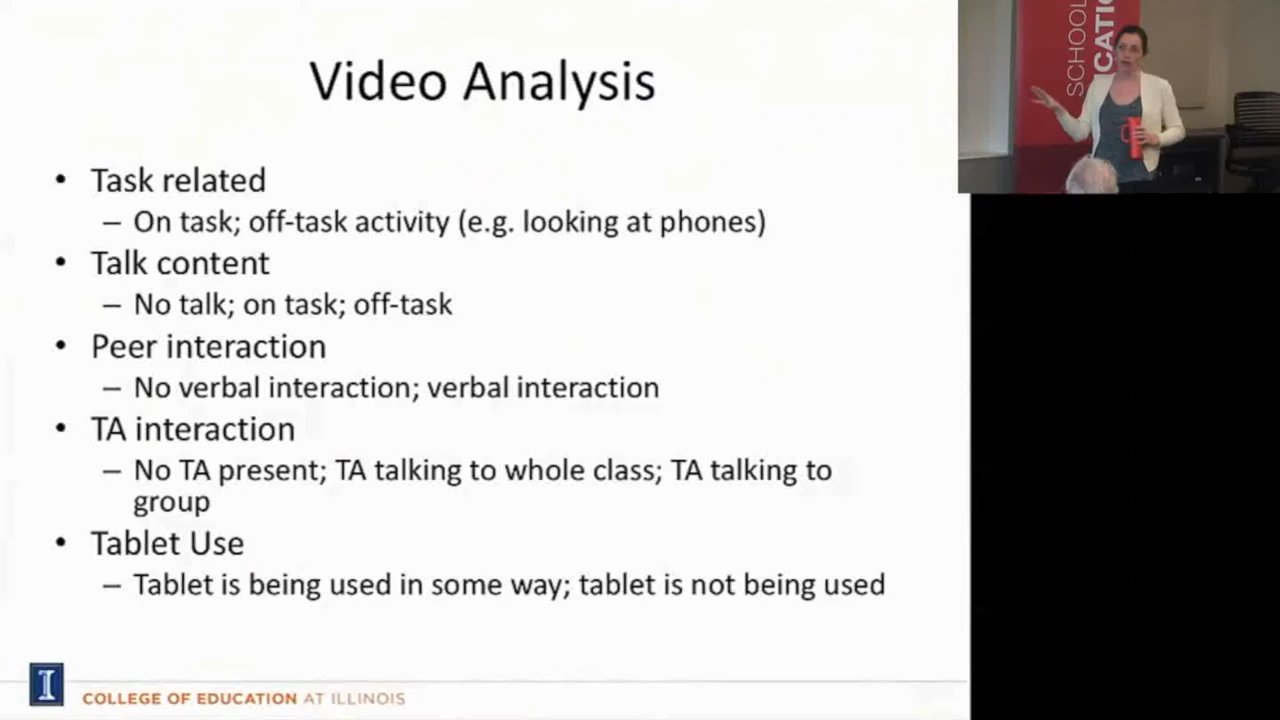 Video Analysis
• Task related
– On task; off-task activity (e.g. looking at phones)
• Talk content
– No talk; on task; off-task
• Peer interaction
– No verbal interaction; verbal interaction
• TA interaction
– No TA present; TA talking to whole class; TA talking to
group
• Tablet Use
– Tablet is being used in some way; tablet is not being used
I
COLLEGE OF EDUCATION AT ILLINOIS
SCHOOL